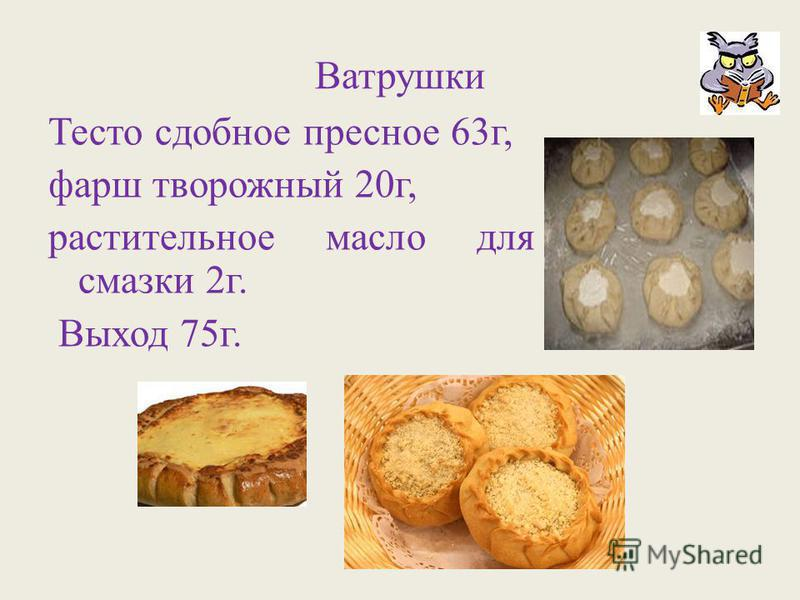 Ватрушки
Тесто сдобное пресное 63г,
фарш творожный 20г,
растительное масло для
смазки 2г.
Выход 75г.
MyShared